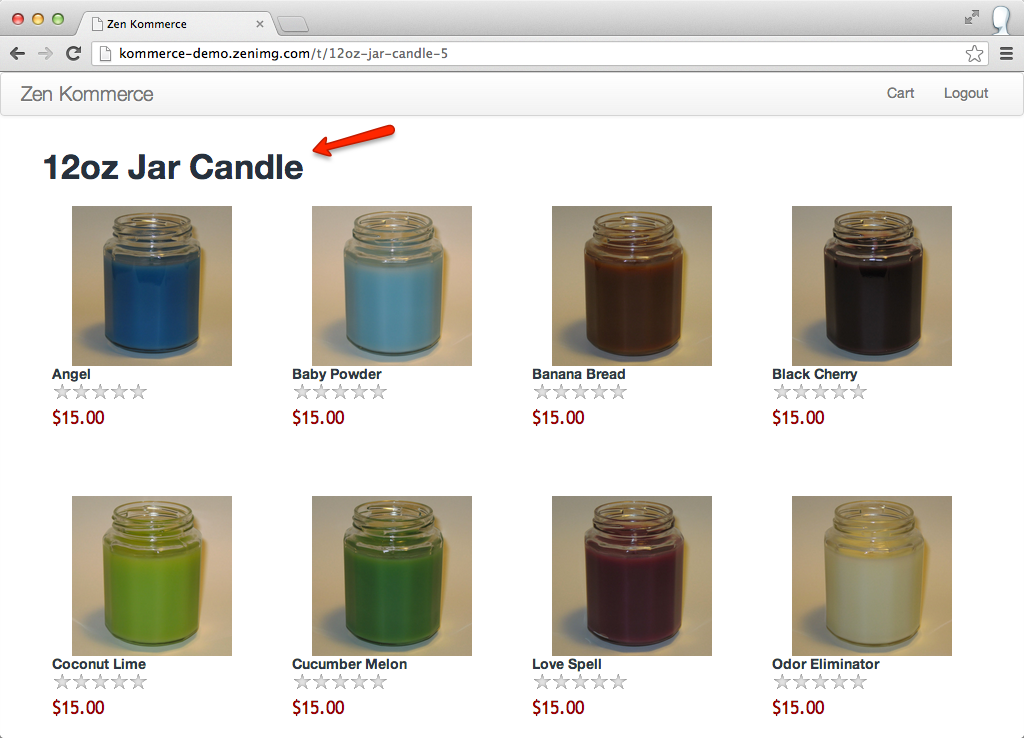 Zen Kommerce
kommerce-demo.zenimg.com/t/12oz-jar-candle-5
Zen Kommerce Cart Logout
12oz Jar Candle
Angel Baby Powder Banana Bread Black Cherry
$15.00 $15.00 $15.00 $15.00
Coconut Lime Cucumber Melon Love Spell Odor Eliminator
$15.00 $15.00 $15.00 $15.00